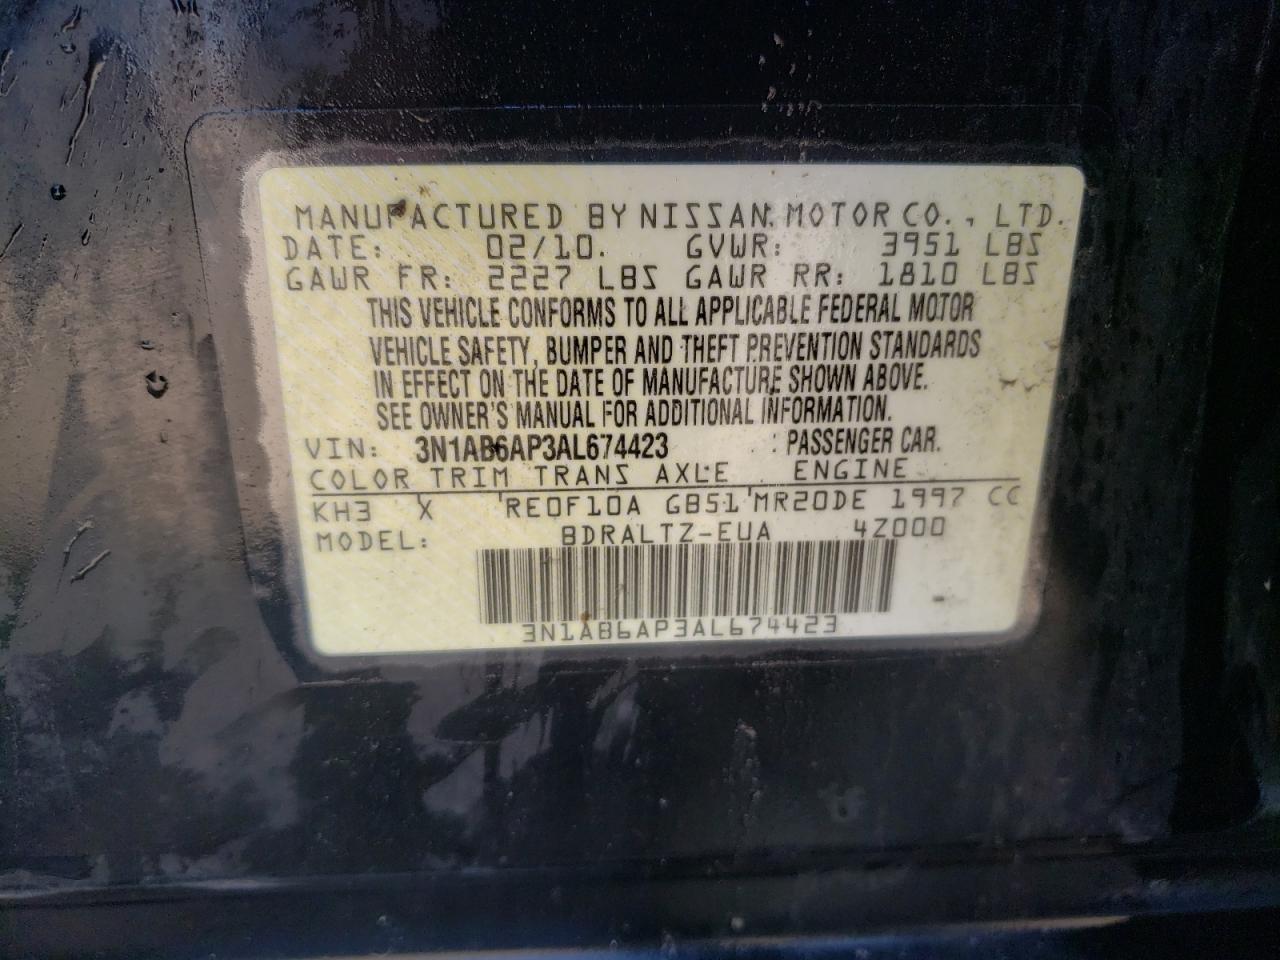 MANUFACTURED BY NISSAN MOTOR CO., LTD.
DATE: 02/10. GVWR: 3951 LBS
GAWR FR: 2227 LBS GAWR RR: 1810 LBS
THIS VEHICLE CONFORMS TO ALL APPLICABLE FEDERAL MOTOR
VEHICLE SAFETY, BUMPER AND THEFT PREVENTION STANDARDS
IN EFFECT ON THE DATE OF MANUFACTURE SHOWN ABOVE.
SEE OWNER'S MANUAL FOR ADDITIONAL INFORMATION.
VIN: 3N1AB6AP3AL674423 : PASSENGER CAR.
COLOR TRIM TRANS AXLE ENGINE
KH3 X RE0F10A GB51 MR20DE 1997 CC
MODEL: BDRALTZ-EUA 4Z000
3N1AB6AP3AL674423